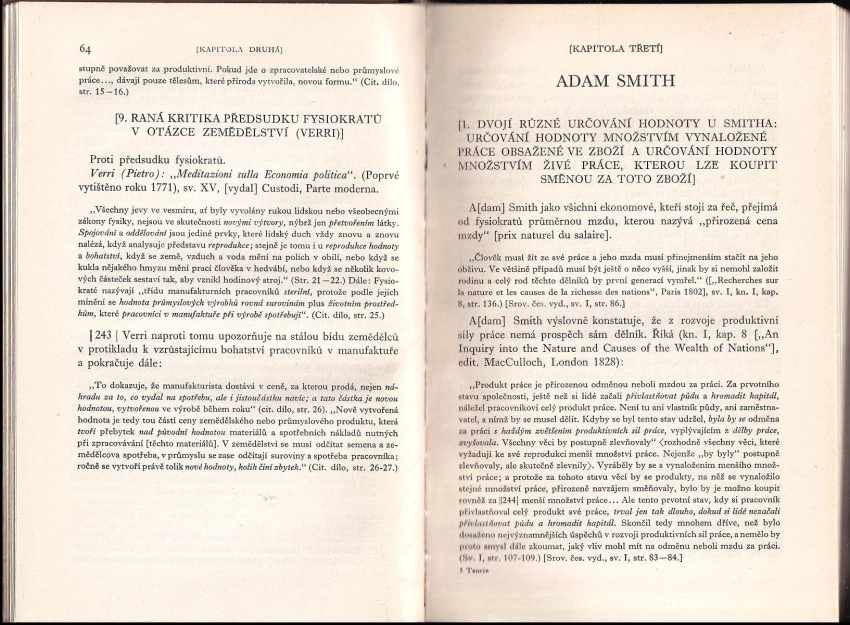 64
[KAPITOLA DRUHÁ]
stupně považovat za produktivní. Pokud jde o zpracovatelské nebo průmyslové
práce..., dávají pouze tělesům, které příroda vytvořila, novou formu.“ (Cit. dílo,
str. 15—16.)
[9. RANÁ KRITIKA PŘEDSUDKU FYSIOKRATŮ
V OTÁZCE ZEMĚDĚLSTVÍ (VERRI)]
Proti předsudku fysiokratů.
Verri (Pietro): „Meditazioni sulla Economia politica“. (Poprvé
vytištěno roku 1771), sv. XV, [vydal] Custodi, Parte moderna.
„Všechny jevy ve vesmíru, ať byly vyvolány rukou lidskou nebo všeobecnými
zákony fysiky, nejsou ve skutečnosti novými výtvory, nýbrž jen přetvořením látky.
Spojování a oddělování jsou jediné prvky, které lidský duch vždy znovu a znovu
nalézá, když analysuje představu reprodukce; stejně je tomu i u reprodukce hodnoty
a bohatství, když se země, vzduch a voda mění na polích v obilí, nebo když se
kukla nějakého hmyzu mění prací člověka v hedvábí, nebo když se několik kovo-
vých částeček sestaví tak, aby vznikl hodinový stroj.“ (Str. 21—22.) Dále: Fysio-
kraté nazývají „třídu manufakturních pracovníků sterilní, protože podle jejich
mínění se hodnota průmyslových výrobků rovná surovinám plus životním prostřed-
kům, které pracovníci v manufaktuře při výrobě spotřebují“. (Cit. dílo, str. 25.)
|243| Verri naproti tomu upozorňuje na stálou bídu zemědělců
v protikladu k vzrůstajícímu bohatství pracovníků v manufaktuře
a pokračuje dále:
„To dokazuje, že manufakturista dostává v ceně, za kterou prodá, nejen ná-
hradu za to, co vydal na spotřebu, ale i jistou částku navíc; a tato částka je novou
hodnotou, vytvořenou ve výrobě během roku“ (cit. dílo, str. 26). „Nově vytvořená
hodnota je tedy tou částí ceny zemědělského nebo průmyslového produktu, která
tvoří přebytek nad původní hodnotou materiálů a spotřebních nákladů nutných
při zpracování [těchto materiálů]. V zemědělství se musí odčítat semena a ze-
mědělcova spotřeba, v průmyslu se zase odčítají suroviny a spotřeba pracovníka;
ročně se vytvoří právě tolik nové hodnoty, kolik činí zbytek.“ (Cit. dílo, str. 26-27.)
[KAPITOLA TŘETÍ]
ADAM SMITH
[1. DVOJÍ RŮZNÉ URČOVÁNÍ HODNOTY U SMITHA:
URČOVÁNÍ HODNOTY MNOŽSTVÍM VYNALOŽENÉ
PRÁCE OBSAŽENÉ VE ZBOŽÍ A URČOVÁNÍ HODNOTY
MNOŽSTVÍM ŽIVÉ PRÁCE, KTEROU LZE KOUPIT
SMĚNOU ZA TOTO ZBOŽÍ]
A[dam] Smith jako všichni ekonomové, kteří stojí za řeč, přejímá
od fysiokratů průměrnou mzdu, kterou nazývá „přirozená cena
mzdy“ [prix naturel du salaire].
„Člověk musí žít ze své práce a jeho mzda musí přinejmenším stačit na jeho
obživu. Ve většině případů musí být ještě o něco vyšší, jinak by si nemohl založit
rodinu a celý rod těchto dělníků by první generací vymřel.“ ([„Recherches sur
la nature et les causes de la richesse des nations“, Paris 1802], sv. I, kn. I, kap.
8, str. 136.) [Srov. čes. vyd., sv. I, str. 86.]
A[dam] Smith výslovně konstatuje, že z rozvoje produktivní
síly práce nemá prospěch sám dělník. Říká (kn. I, kap. 8 [„An
Inquiry into the Nature and Causes of the Wealth of Nations“],
edit. MacCulloch, London 1828):
„Produkt práce je přirozenou odměnou neboli mzdou za práci. Za prvotního
stavu společnosti, ještě než si lidé začali přivlastňovat půdu a hromadit kapitál,
náležel pracovníkovi celý produkt práce. Není tu ani vlastník půdy, ani zaměstna-
vatel, s nímž by se musel dělit. Kdyby se byl tento stav udržel, byla by se odměna
za práci s každým zvětšením produktivních sil práce, vyplývajícím z dělby práce,
zvyšovala. Všechny věci by postupně zlevňovaly“ ⟨rozhodně všechny věci, které
vyžadují ke své reprodukci menší množství práce. Nejenže „by byly“ postupně
zlevňovaly, ale skutečně zlevnily⟩. Vyráběly by se s vynaložením menšího množ-
ství práce; a protože za tohoto stavu věcí by se produkty, na něž se vynaložilo
stejné množství práce, přirozeně navzájem směňovaly, bylo by je možno koupit
rovněž za ||244| menší množství práce... Ale tento prvotní stav, kdy si pracovník
přivlastňoval celý produkt své práce, trval jen tak dlouho, dokud si lidé nezačali
přivlastňovat půdu a hromadit kapitál. Skončil tedy mnohem dříve, než bylo
dosaženo nejvýznamnějších úspěchů v rozvoji produktivních sil práce, a nemělo by
proto smysl dále zkoumat, jaký vliv mohl mít na odměnu neboli mzdu za práci.
(Sv. I, str. 107-109.) [Srov. čes. vyd., sv. I, str. 83—84.]
5 Teorie